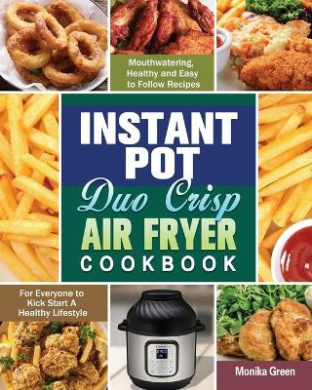 Mouthwatering,
Healthy and Easy
to Follow Recipes
INSTANT
POT
Duo Crisp
AIR FRYER
COOKBOOK
For Everyone to
Kick Start A
Healthy Lifestyle
Monika Green